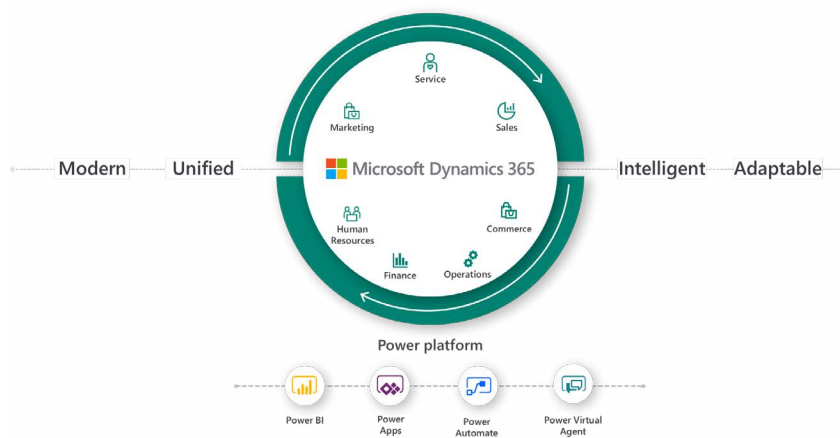 Service
Marketing
Sales
Modern
Unified
Microsoft Dynamics 365
Intelligent
Adaptable
Human
Resources
Commerce
Finance
Operations
Power platform
Power BI
Power
Apps
Power
Automate
Power Virtual
Agent